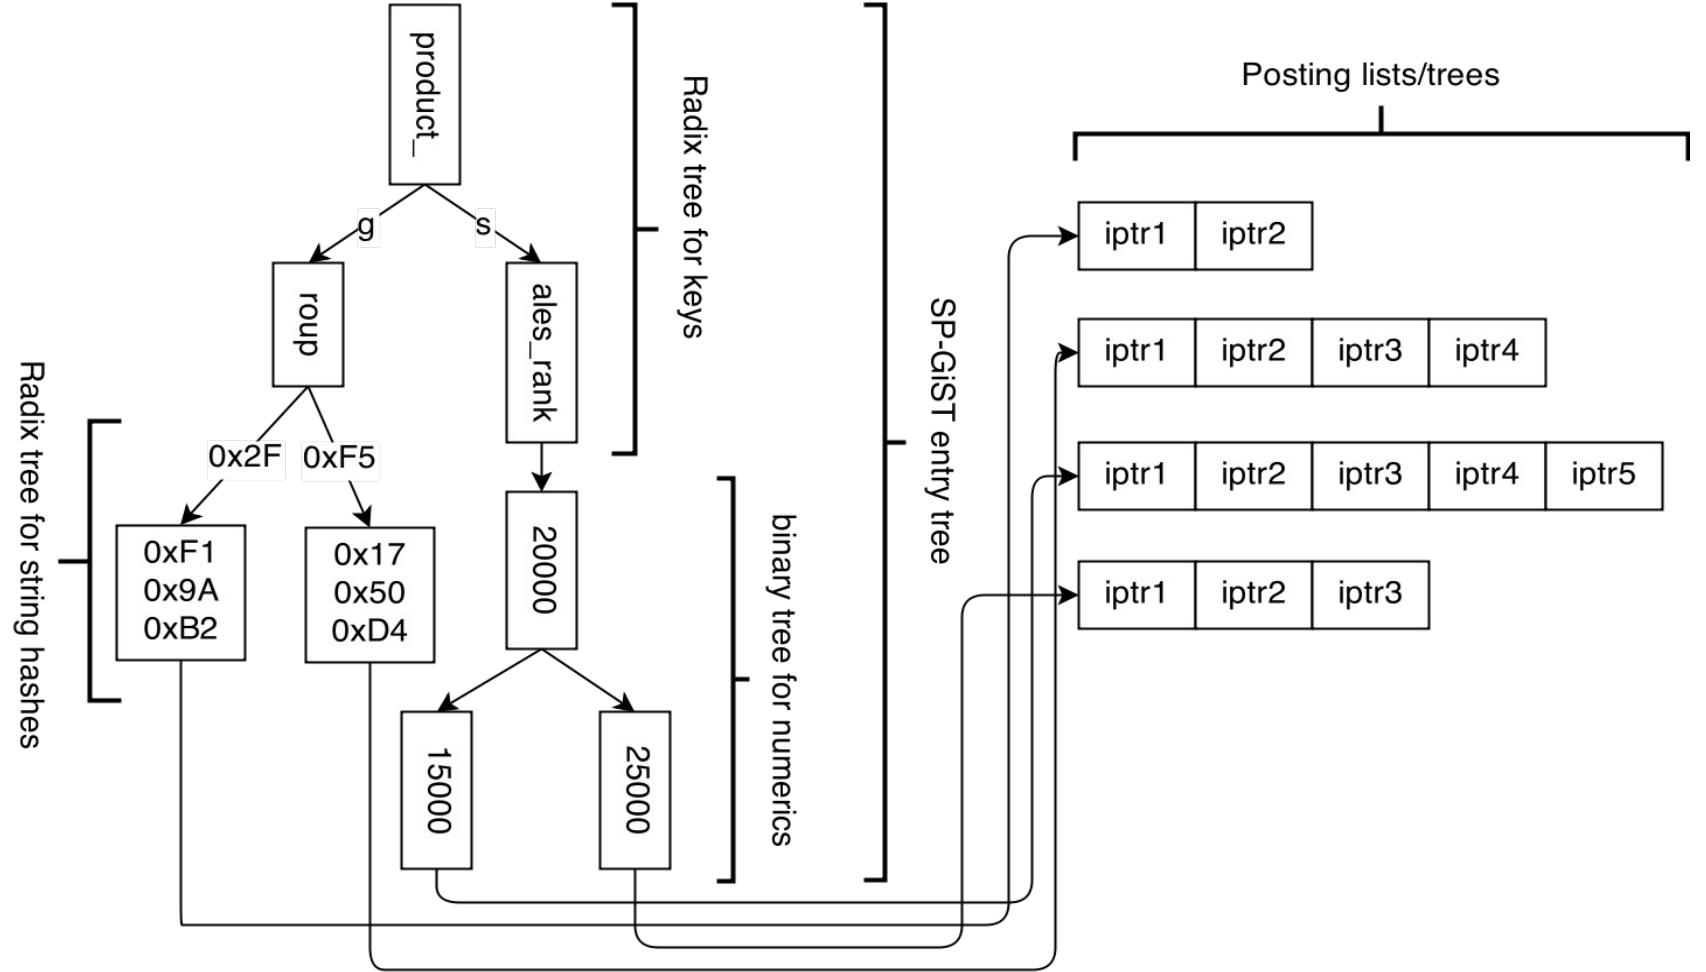 product_
g
s
roup
ales_rank
Radix tree for keys
0x2F
0xF5
0xF1
0x9A
0xB2
0x17
0x50
0xD4
Radix tree for string hashes
20000
15000
25000
binary tree for numerics
SP-GiST entry tree
Posting lists/trees
iptr1 iptr2
iptr1 iptr2 iptr3 iptr4
iptr1 iptr2 iptr3 iptr4 iptr5
iptr1 iptr2 iptr3